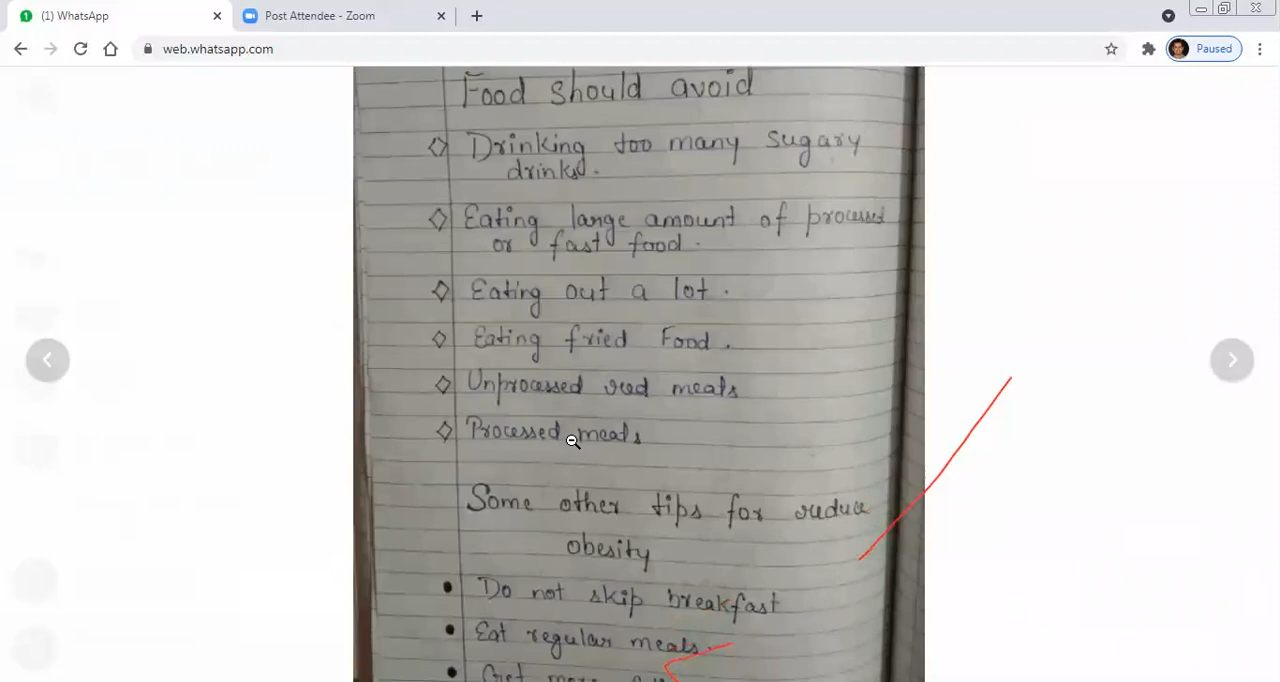 (1) WhatsApp
Post Attendee - Zoom
web.whatsapp.com
Paused
Food should avoid
Drinking too many sugary
drinks.
Eating large amount of processed
or fast food.
Eating out a lot.
Eating fried Food.
Unprocessed red meats
Processed meats
Some other tips for reduce
obesity
Do not skip breakfast
Eat regular meals.
Get more